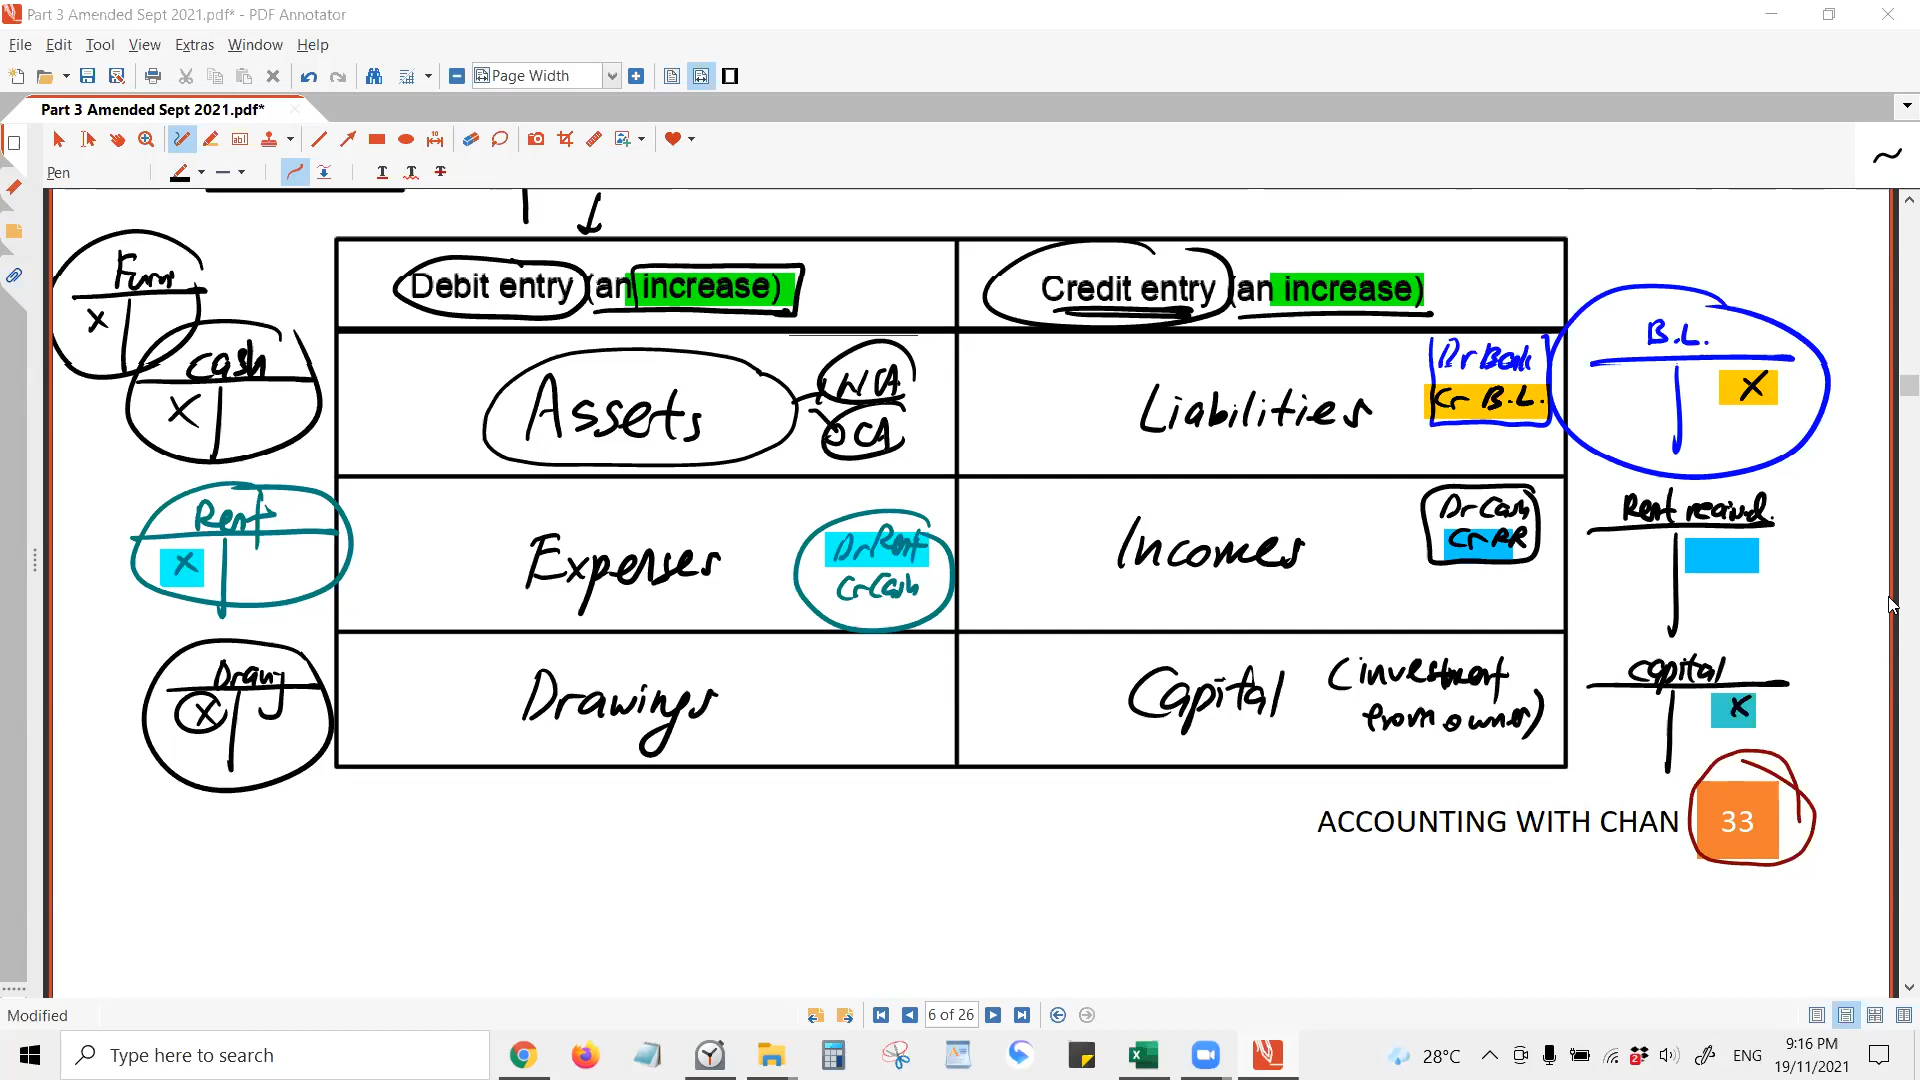 Part 3 Amended Sept 2021.pdf* - PDF Annotator
File Edit Tool View Extras Window Help
Page Width
Part 3 Amended Sept 2021.pdf*
Pen
Debit entry (an increase)
Credit entry (an increase)
Furn
X
cash
X
Assets
NCA
CA
Liabilities
Dr Bank
Cr B.L.
B.L.
X
Rent
X
Expenses
Dr Rent
Cr Cash
Incomes
Dr Cash
Cr RR
Rent received.
X
Drawings
Capital (investment
from owner)
capital
X
ACCOUNTING WITH CHAN 33
6 of 26
Modified
Type here to search
28°C
2
ENG
9:16 PM
19/11/2021